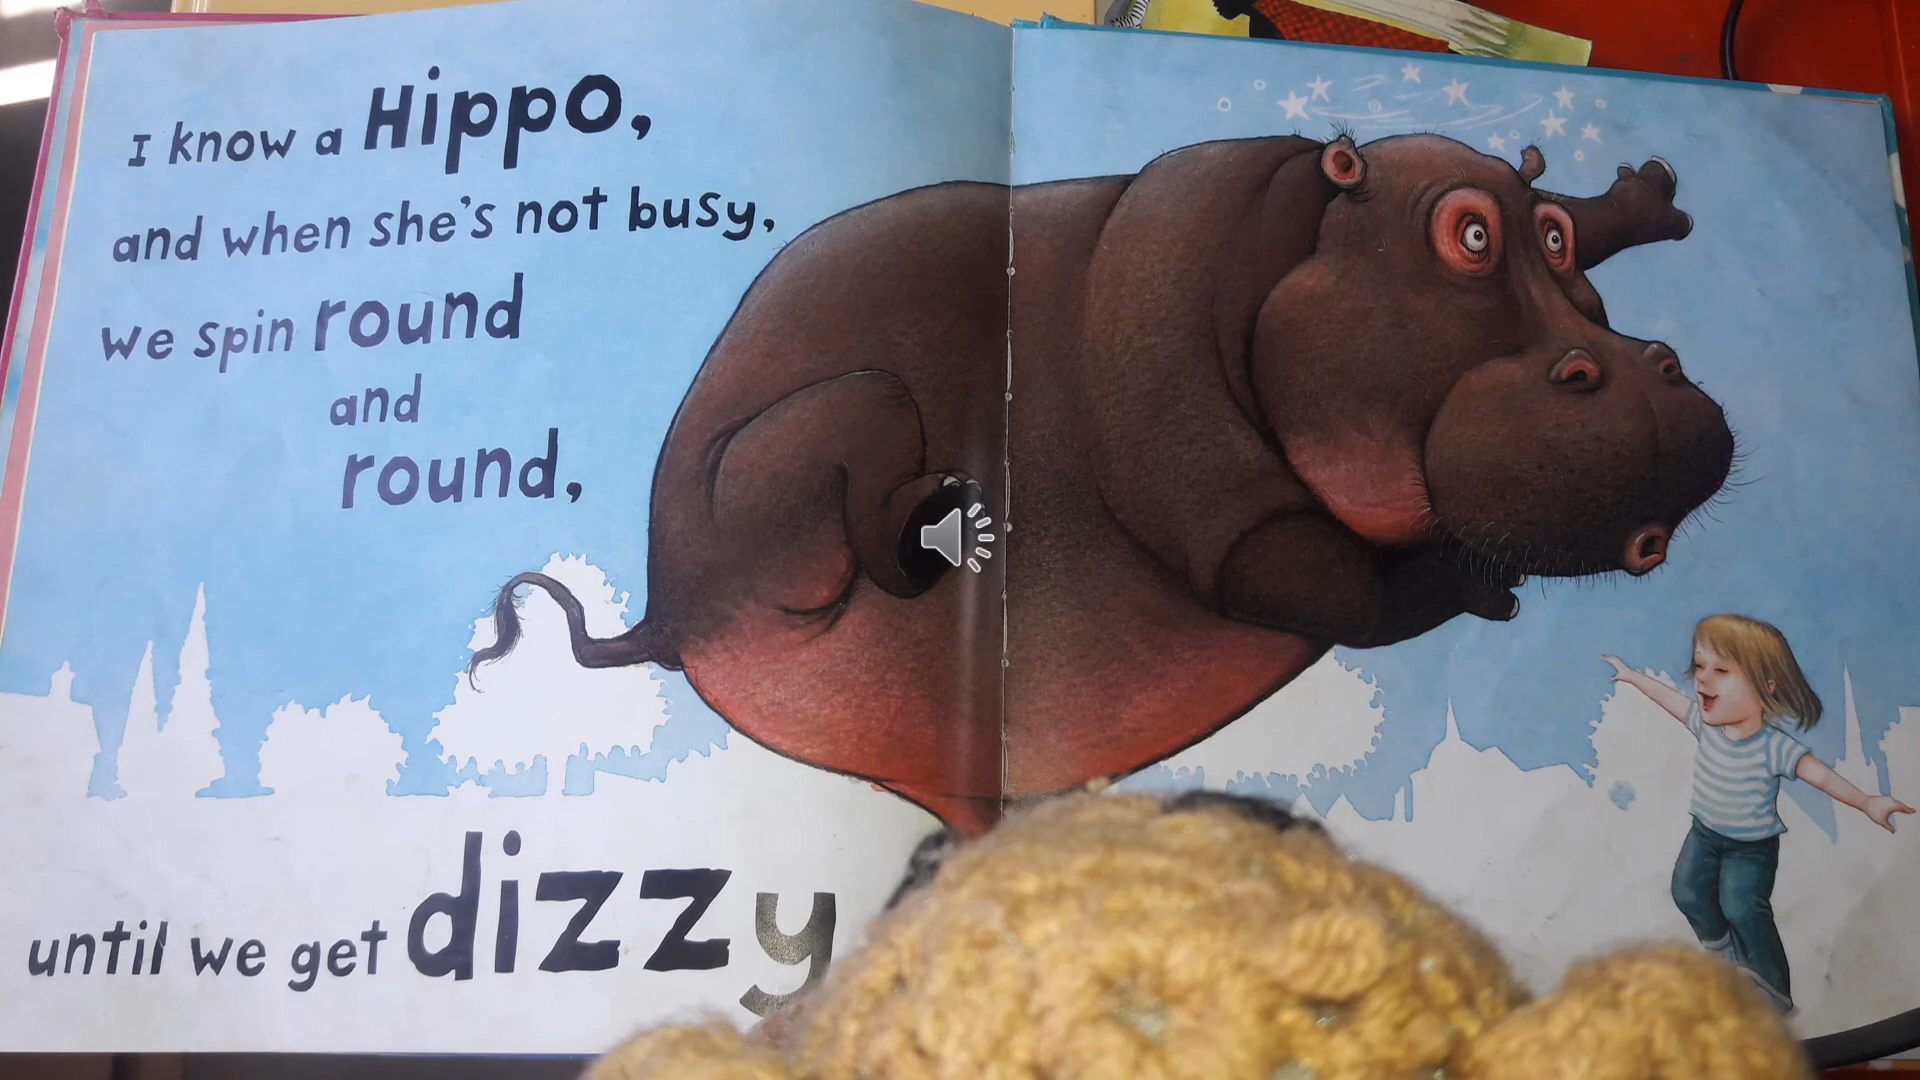 I know a Hippo,
and when she's not busy,
we spin round
and
round,
until we get dizzy